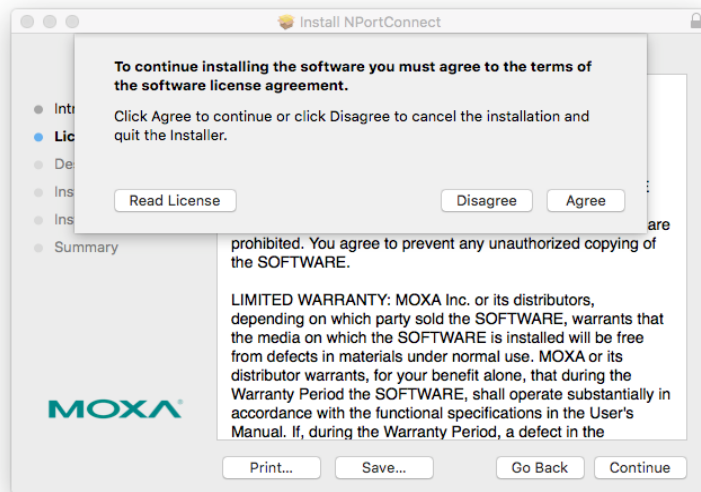 Install NPortConnect
To continue installing the software you must agree to the terms of
the software license agreement.
Click Agree to continue or click Disagree to cancel the installation and
quit the Installer.
Read License
Disagree
Agree
Summary
are
prohibited. You agree to prevent any unauthorized copying of
the SOFTWARE.
LIMITED WARRANTY: MOXA Inc. or its distributors,
depending on which party sold the SOFTWARE, warrants that
the media on which the SOFTWARE is installed will be free
from defects in materials under normal use. MOXA or its
distributor warrants, for your benefit alone, that during the
Warranty Period the SOFTWARE, shall operate substantially in
accordance with the functional specifications in the User's
Manual. If, during the Warranty Period, a defect in the
MOXA
Print...
Save...
Go Back
Continue